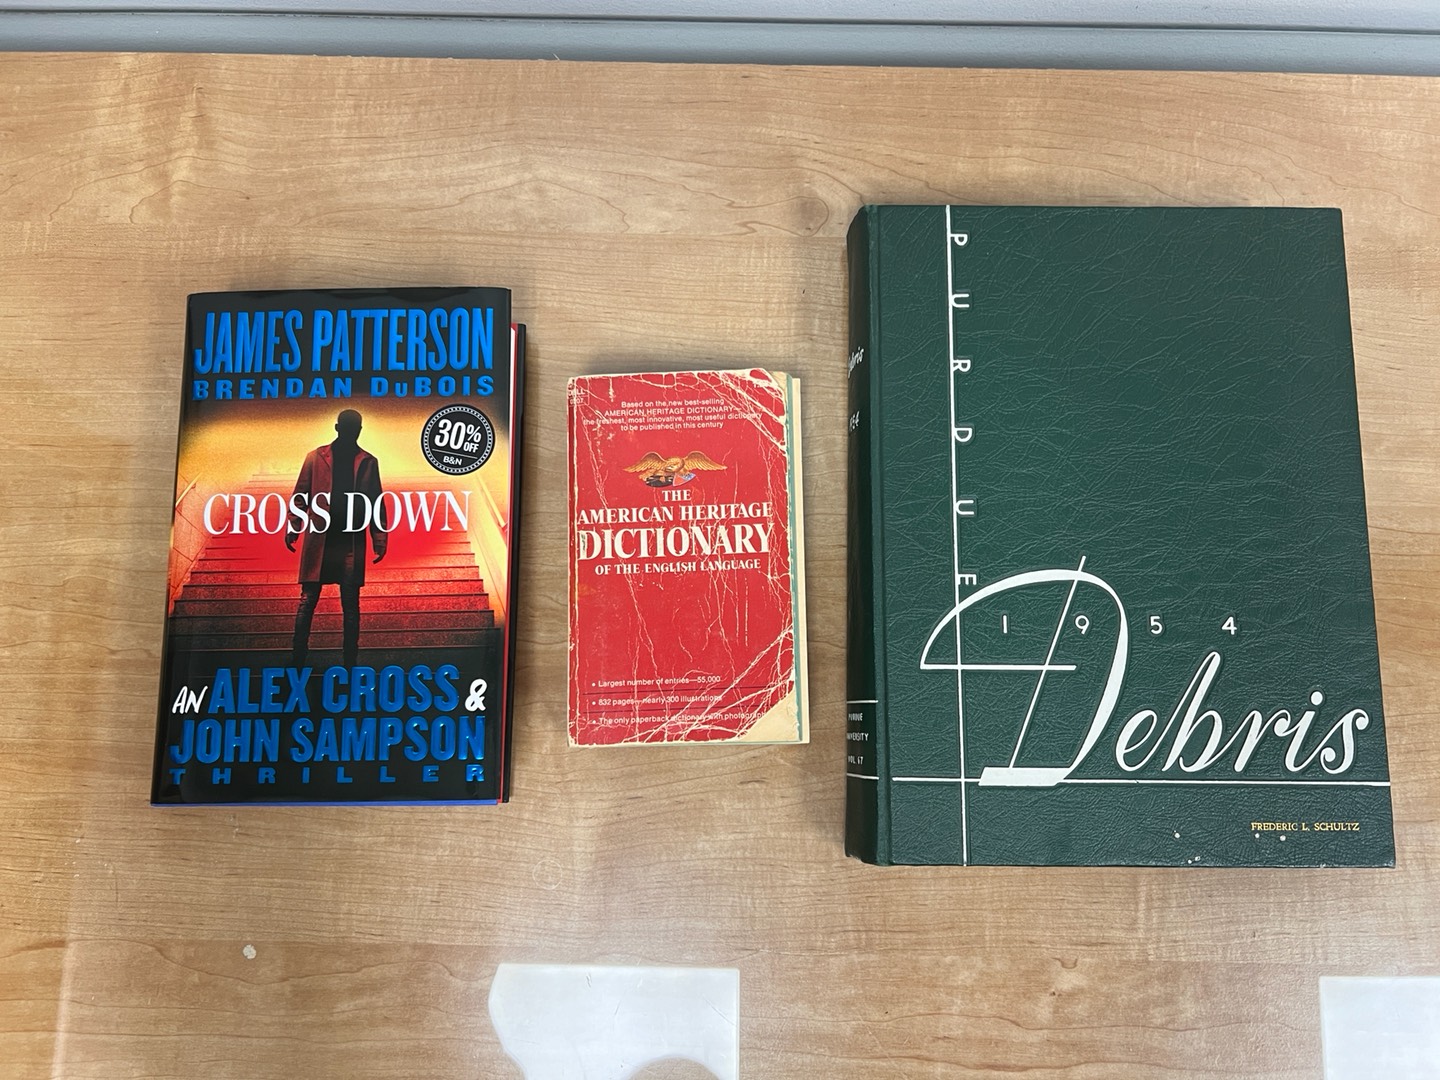 JAMES PATTERSON
BRENDAN DuBOIS
30%
OFF
B&N
CROSS DOWN
AN ALEX CROSS &
JOHN SAMPSON
THRILLER
DELL
Based on the new best-selling
AMERICAN HERITAGE DICTIONARY—
the freshest, most innovative, most useful dictionary
to be published in this century
THE
AMERICAN HERITAGE
DICTIONARY
OF THE ENGLISH LANGUAGE
• Largest number of entries—55,000
• 832 pages—nearly 300 illustrations
• The only paperback dictionary with photographs
Debris
1954
PURDUE
UNIVERSITY
VOL 67
PURDUE
1954
Debris
FREDERIC L. SCHULTZ